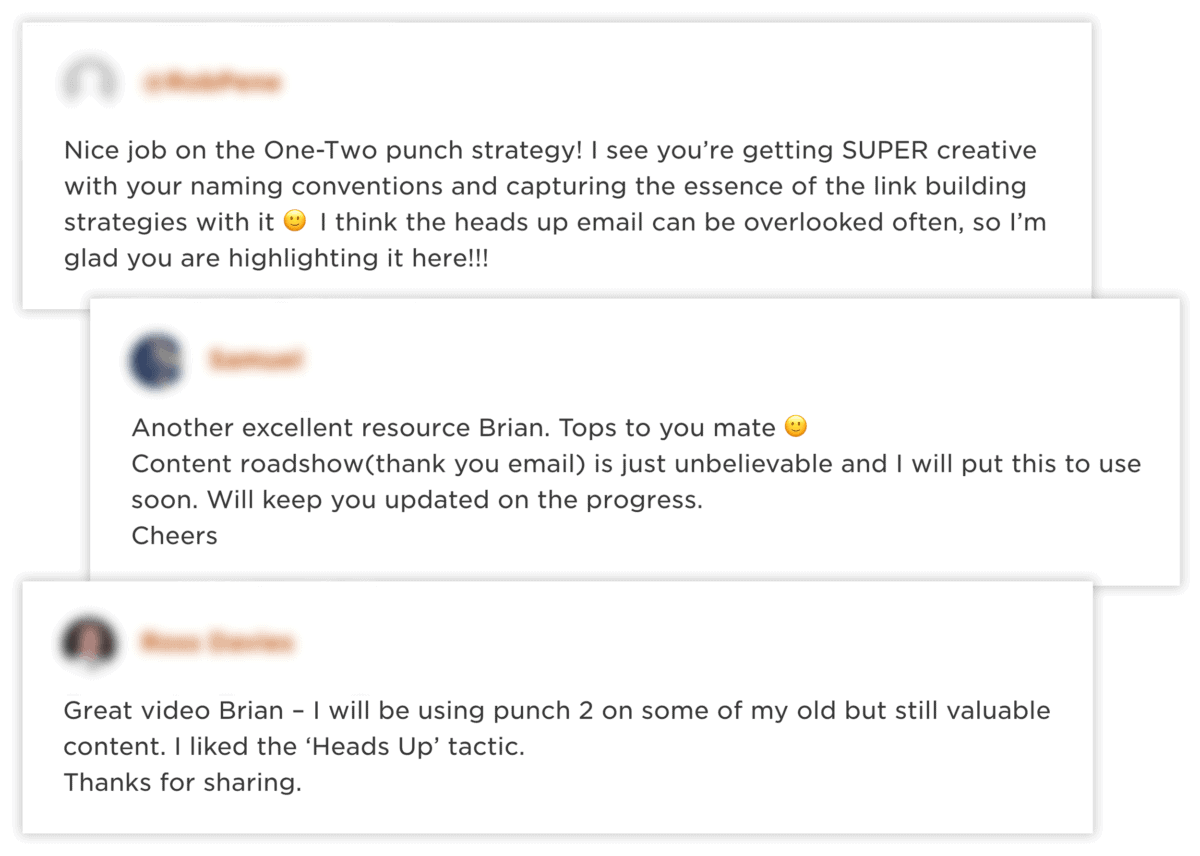 Nice job on the One-Two punch strategy! I see you’re getting SUPER creative
with your naming conventions and capturing the essence of the link building
strategies with it 🙂 I think the heads up email can be overlooked often, so I’m
glad you are highlighting it here!!!
Another excellent resource Brian. Tops to you mate 🙂
Content roadshow(thank you email) is just unbelievable and I will put this to use
soon. Will keep you updated on the progress.
Cheers
Great video Brian – I will be using punch 2 on some of my old but still valuable
content. I liked the ‘Heads Up’ tactic.
Thanks for sharing.